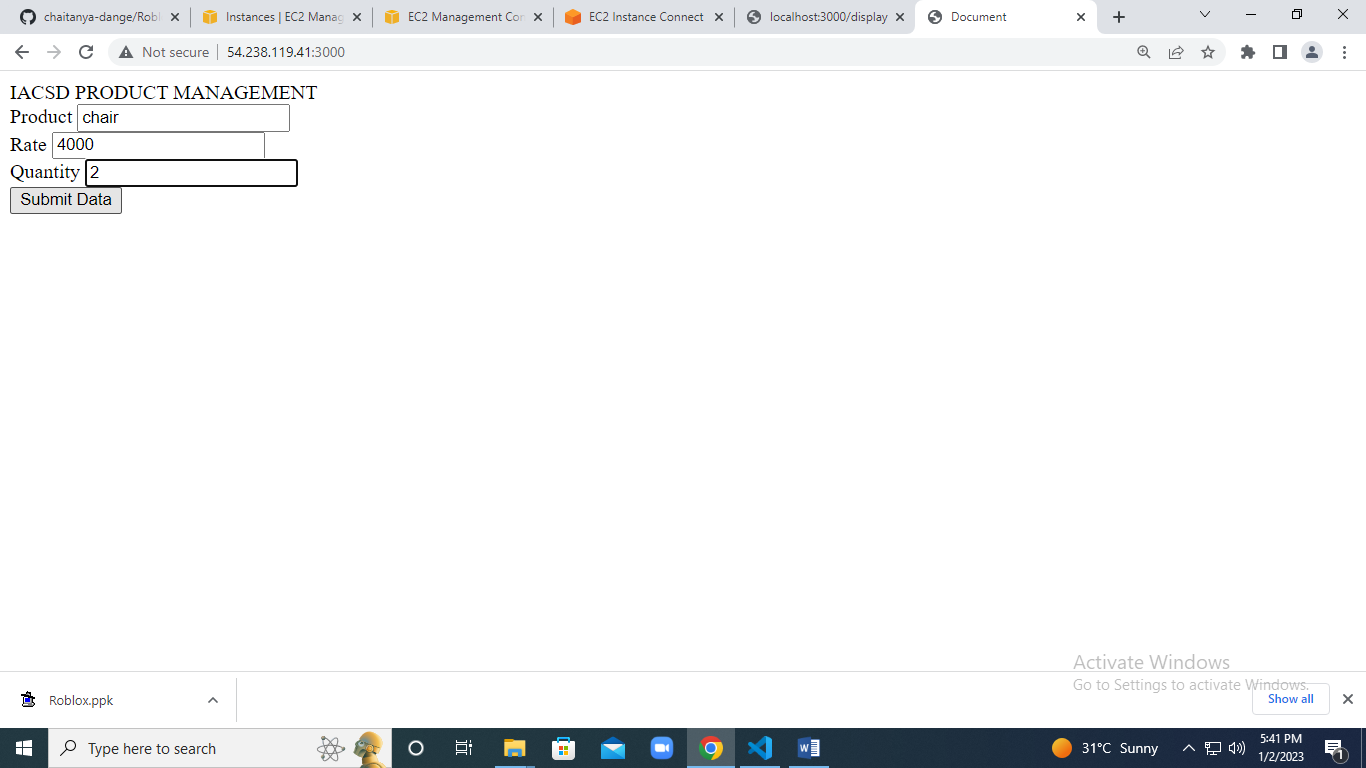 chaitanya-dange/Robl
Instances | EC2 Manag
EC2 Management Con
EC2 Instance Connect
localhost:3000/display
Document
Not secure
54.238.119.41:3000
IACSD PRODUCT MANAGEMENT
Product chair
Rate 4000
Quantity 2
Submit Data
Activate Windows
Go to Settings to activate Windows.
Roblox.ppk
Show all
Type here to search
31°C Sunny
5:41 PM
1/2/2023
1